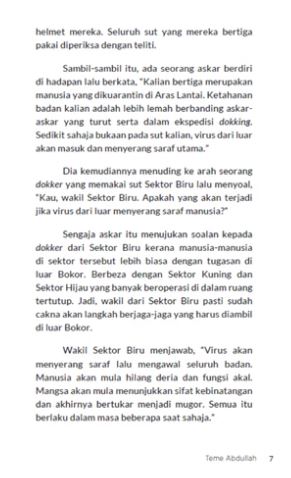 helmet mereka. Seluruh sut yang mereka bertiga
pakai diperiksa dengan teliti.
Sambil-sambil itu, ada seorang askar berdiri
di hadapan lalu berkata, “Kalian bertiga merupakan
manusia yang dikuarantin di Aras Lantai. Ketahanan
badan kalian adalah lebih lemah berbanding askar-
askar yang turut serta dalam ekspedisi dokking.
Sedikit sahaja bukaan pada sut kalian, virus dari luar
akan masuk dan menyerang saraf utama.”
Dia kemudiannya menuding ke arah seorang
dokker yang memakai sut Sektor Biru lalu menyoal,
“Kau, wakil Sektor Biru. Apakah yang akan terjadi
jika virus dari luar menyerang saraf manusia?”
Sengaja askar itu menujukan soalan kepada
dokker dari Sektor Biru kerana manusia-manusia
di sektor tersebut lebih biasa dengan tugasan di
luar Bokor. Berbeza dengan Sektor Kuning dan
Sektor Hijau yang banyak beroperasi di dalam ruang
tertutup. Jadi, wakil dari Sektor Biru pasti sudah
cakna akan langkah berjaga-jaga yang harus diambil
di luar Bokor.
Wakil Sektor Biru menjawab, “Virus akan
menyerang saraf lalu mengawal seluruh badan.
Manusia akan mula hilang deria dan fungsi akal.
Mangsa akan mula menunjukkan sifat kebinatangan
dan akhirnya bertukar menjadi mugor. Semua itu
berlaku dalam masa beberapa saat sahaja.”
Teme Abdullah 7